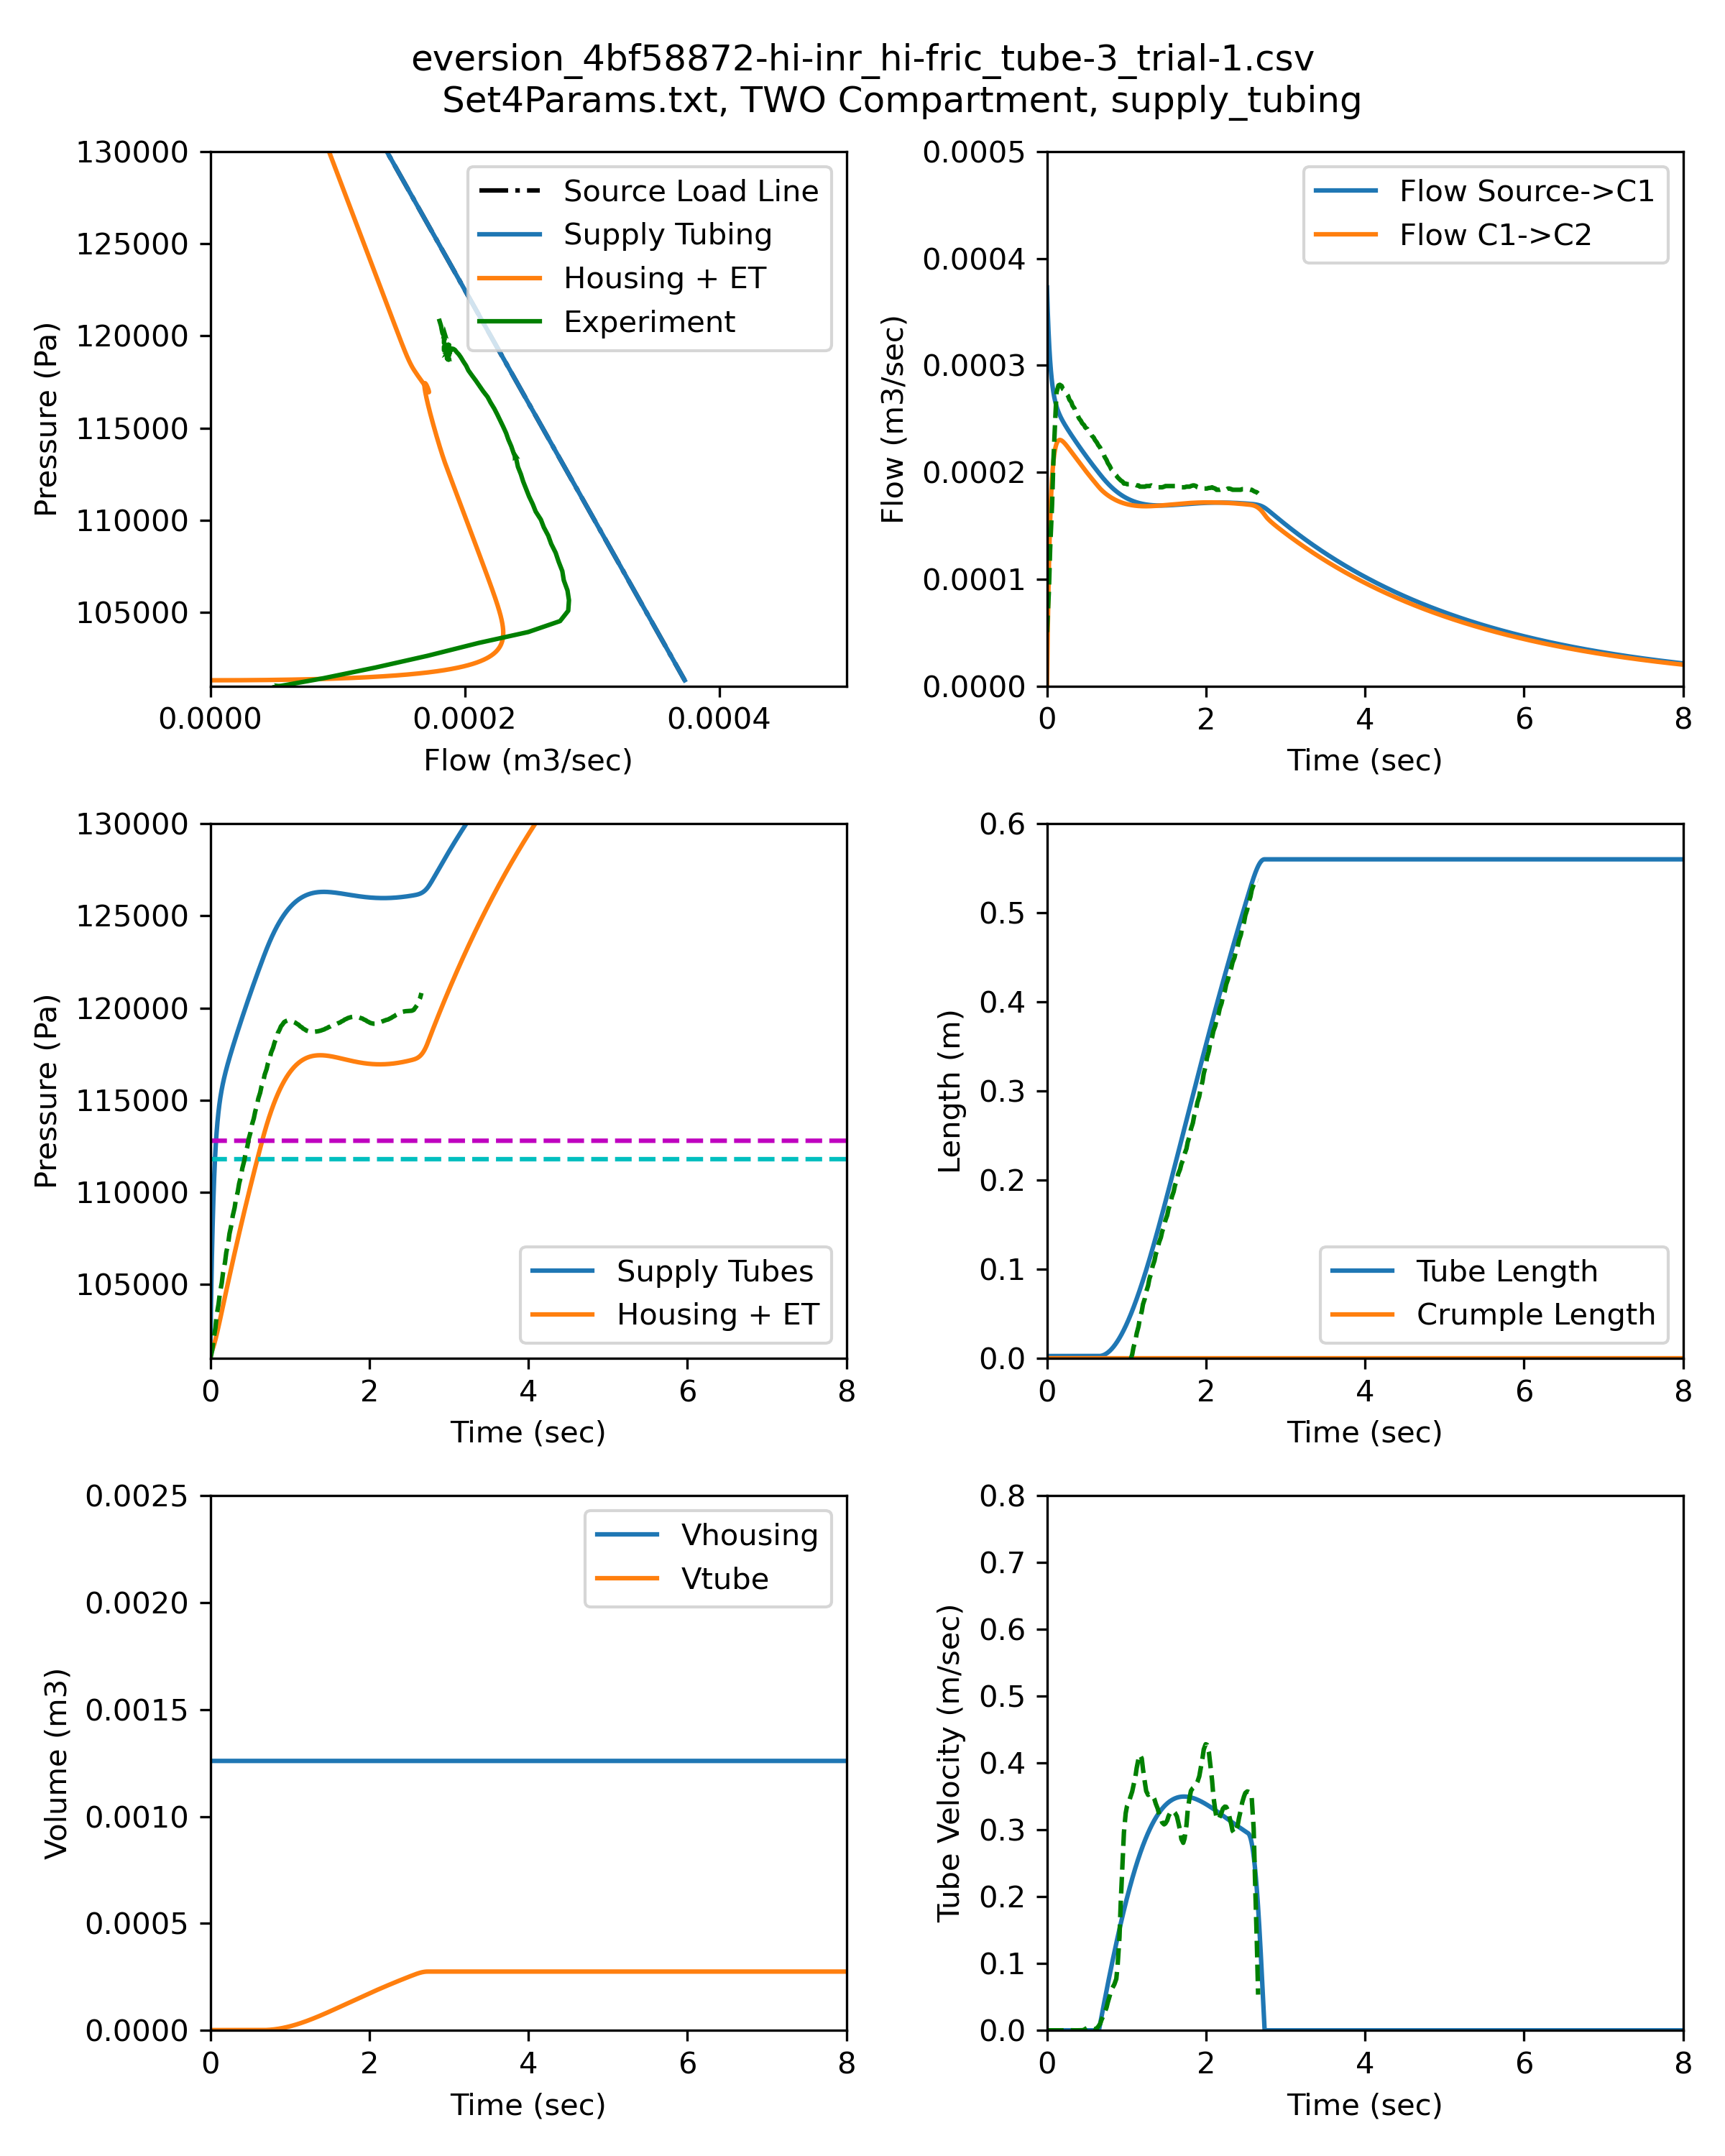 eversion_4bf58872-hi-inr_hi-fric_tube-3_trial-1.csv
Set4Params.txt, TWO Compartment, supply_tubing
130000
125000
120000
115000
110000
105000
Pressure (Pa)
0.0000
0.0002
0.0004
Flow (m3/sec)
Source Load Line
Supply Tubing
Housing + ET
Experiment
0.0005
0.0004
0.0003
0.0002
0.0001
0.0000
Flow (m3/sec)
0
2
4
6
8
Time (sec)
Flow Source->C1
Flow C1->C2
130000
125000
120000
115000
110000
105000
Pressure (Pa)
0
2
4
6
8
Time (sec)
Supply Tubes
Housing + ET
0.6
0.5
0.4
0.3
0.2
0.1
0.0
Length (m)
0
2
4
6
8
Time (sec)
Tube Length
Crumple Length
0.0025
0.0020
0.0015
0.0010
0.0005
0.0000
Volume (m3)
0
2
4
6
8
Time (sec)
Vhousing
Vtube
0.8
0.7
0.6
0.5
0.4
0.3
0.2
0.1
0.0
Tube Velocity (m/sec)
0
2
4
6
8
Time (sec)